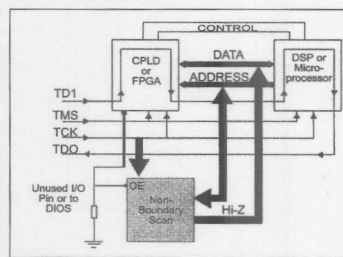 CONTROL
CPLD
or
FPGA
DATA
ADDRESS
DSP or
Micro-
processor
TD1
TMS
TCK
TDO
Unused I/O
Pin or to
DIOS
OE
Non-
Boundary
Scan
Hi-Z